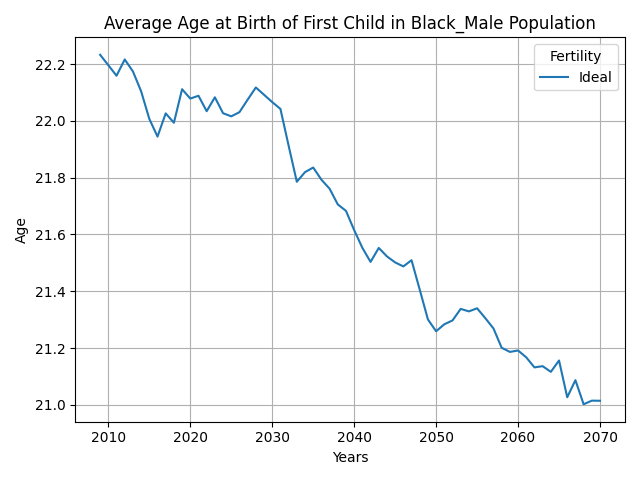 Average Age at Birth of First Child in Black_Male Population
Fertility
Ideal
22.2
22.0
21.8
21.6
21.4
21.2
21.0
Age
2010 2020 2030 2040 2050 2060 2070
Years